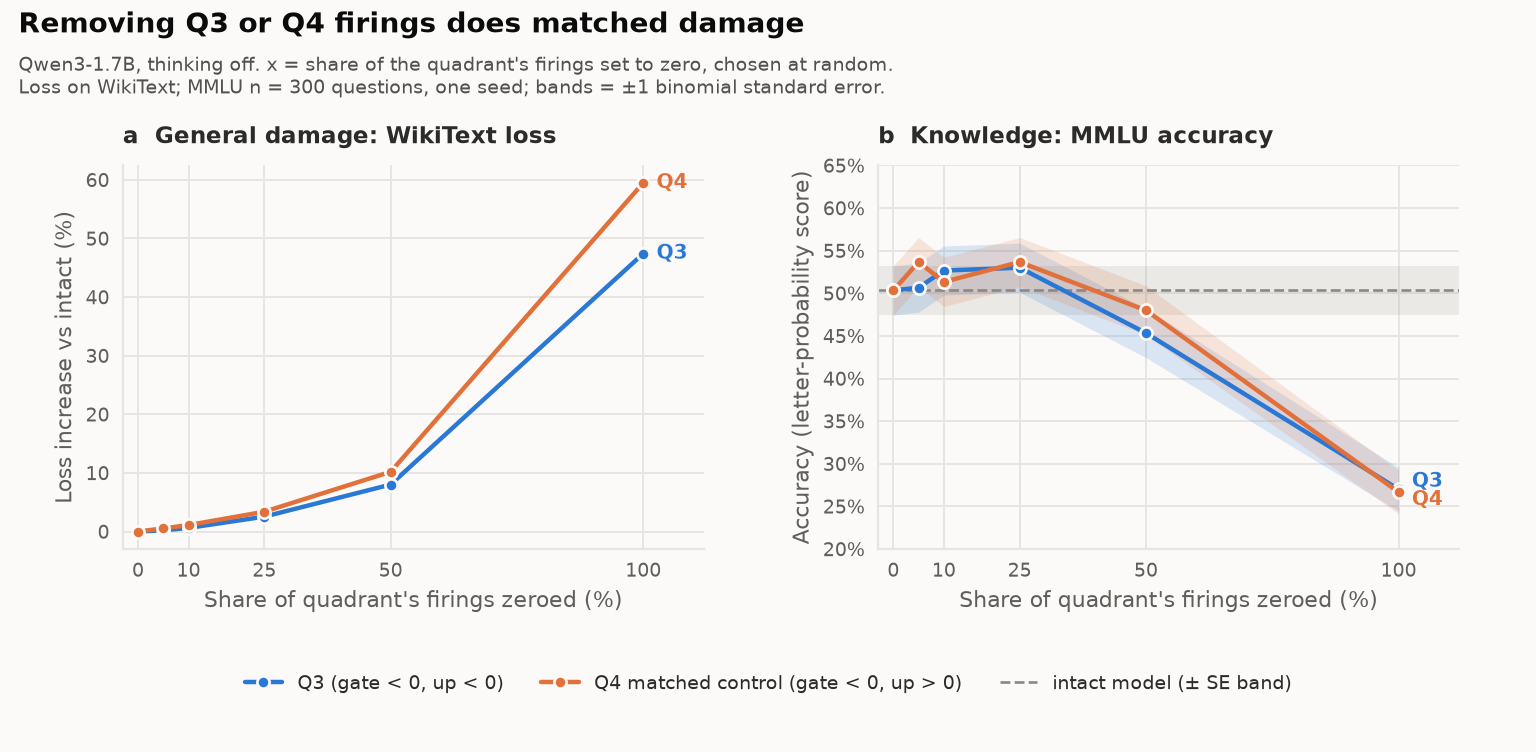 Removing Q3 or Q4 firings does matched damage
Qwen3-1.7B, thinking off. x = share of the quadrant's firings set to zero, chosen at random.
Loss on WikiText; MMLU n = 300 questions, one seed; bands = ±1 binomial standard error.
a General damage: WikiText loss
Loss increase vs intact (%)
60
50
40
30
20
10
0
Q4
Q3
0 10 25 50 100
Share of quadrant's firings zeroed (%)
b Knowledge: MMLU accuracy
Accuracy (letter-probability score)
65%
60%
55%
50%
45%
40%
35%
30%
25%
20%
Q3
Q4
0 10 25 50 100
Share of quadrant's firings zeroed (%)
Q3 (gate < 0, up < 0) Q4 matched control (gate < 0, up > 0) intact model (± SE band)